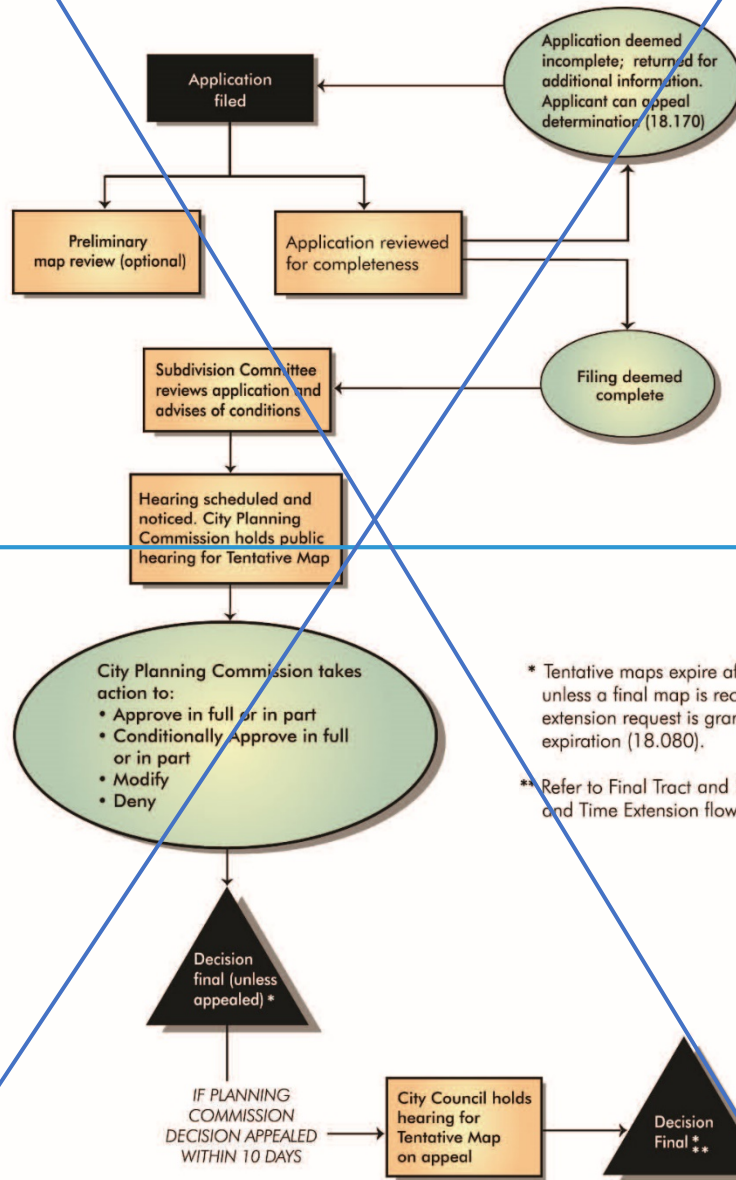 Application
filed
Application deemed
incomplete; returned for
additional information.
Applicant can appeal
determination (18.170)
Preliminary
map review (optional)
Application reviewed
for completeness
Subdivision Committee
reviews application and
advises of conditions
Filing deemed
complete
Hearing scheduled and
noticed. City Planning
Commission holds public
hearing for Tentative Map
City Planning Commission takes
action to:
• Approve in full or in part
• Conditionally Approve in full
or in part
• Modify
• Deny
* Tentative maps expire
unless a final map is
extension request is
expiration (18.080).
** Refer to Final Tract and
and Time Extension
Decision
final (unless
appealed) *
IF PLANNING
COMMISSION
DECISION APPEALED
WITHIN 10 DAYS
City Council holds
hearing for
Tentative Map
on appeal
Decision
Final *
**